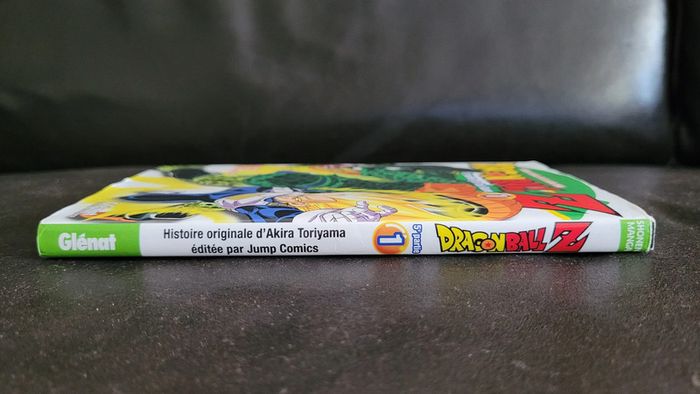 Glénat
Histoire originale d'Akira Toriyama
éditée par Jump Comics
5e partie
1
DRAGON BALL Z
SHONEN
MANGA